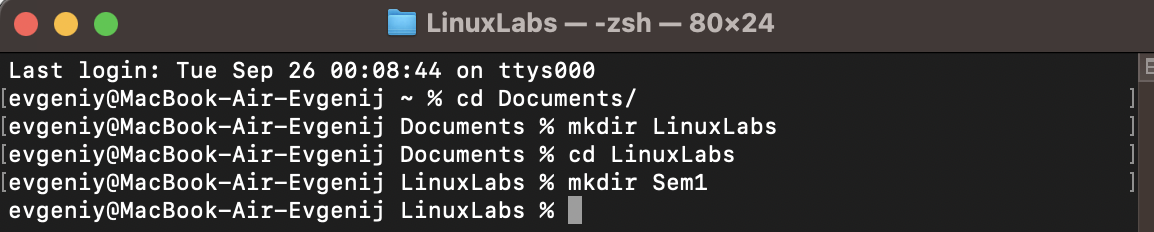 LinuxLabs — -zsh — 80×24
Last login: Tue Sep 26 00:08:44 on ttys000
[evgeniy@MacBook-Air-Evgenij ~ % cd Documents/ ]
[evgeniy@MacBook-Air-Evgenij Documents % mkdir LinuxLabs ]
[evgeniy@MacBook-Air-Evgenij Documents % cd LinuxLabs ]
[evgeniy@MacBook-Air-Evgenij LinuxLabs % mkdir Sem1 ]
evgeniy@MacBook-Air-Evgenij LinuxLabs %